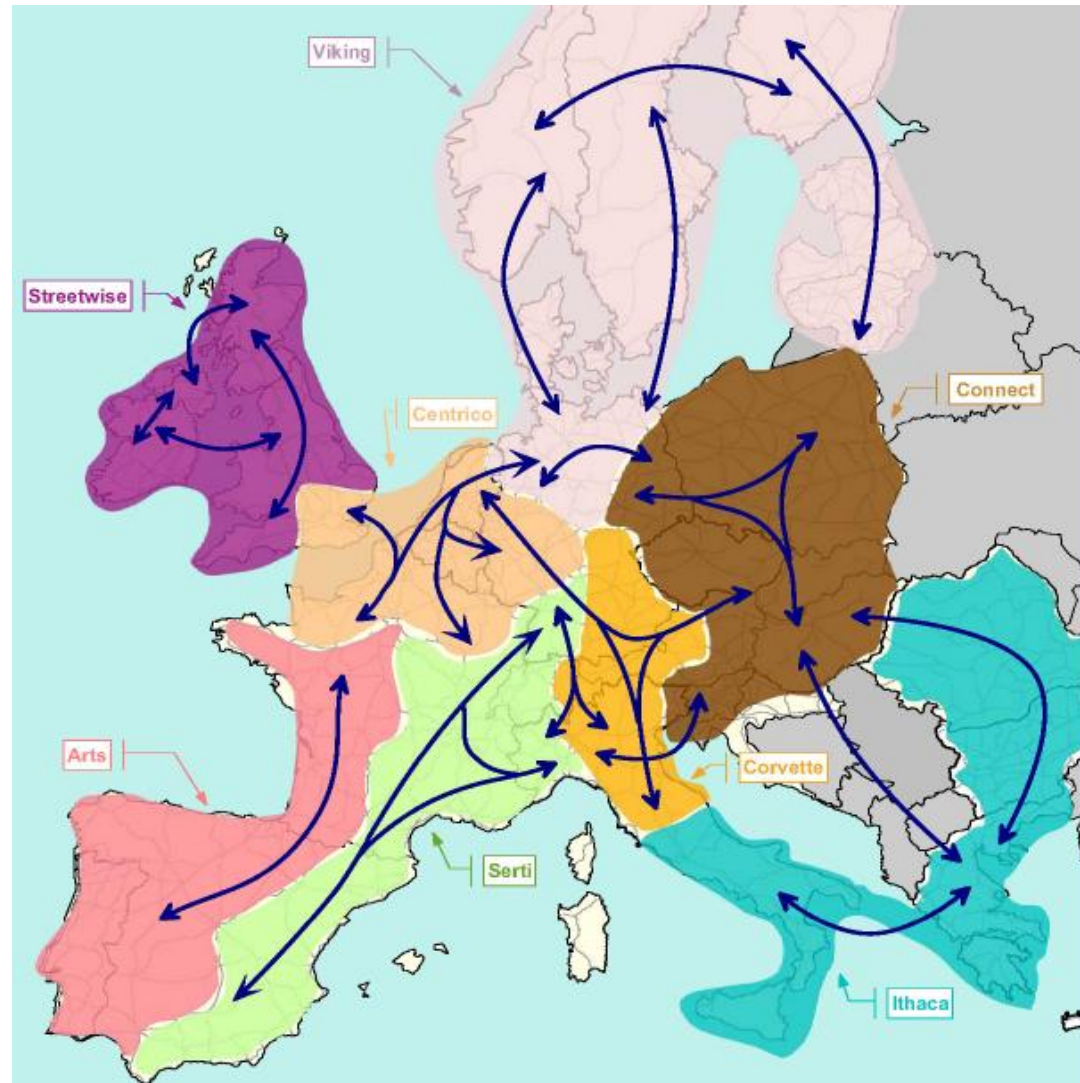 Viking
Streetwise
Centrico
Connect
Arts
Corvette
Serti
Ithaca